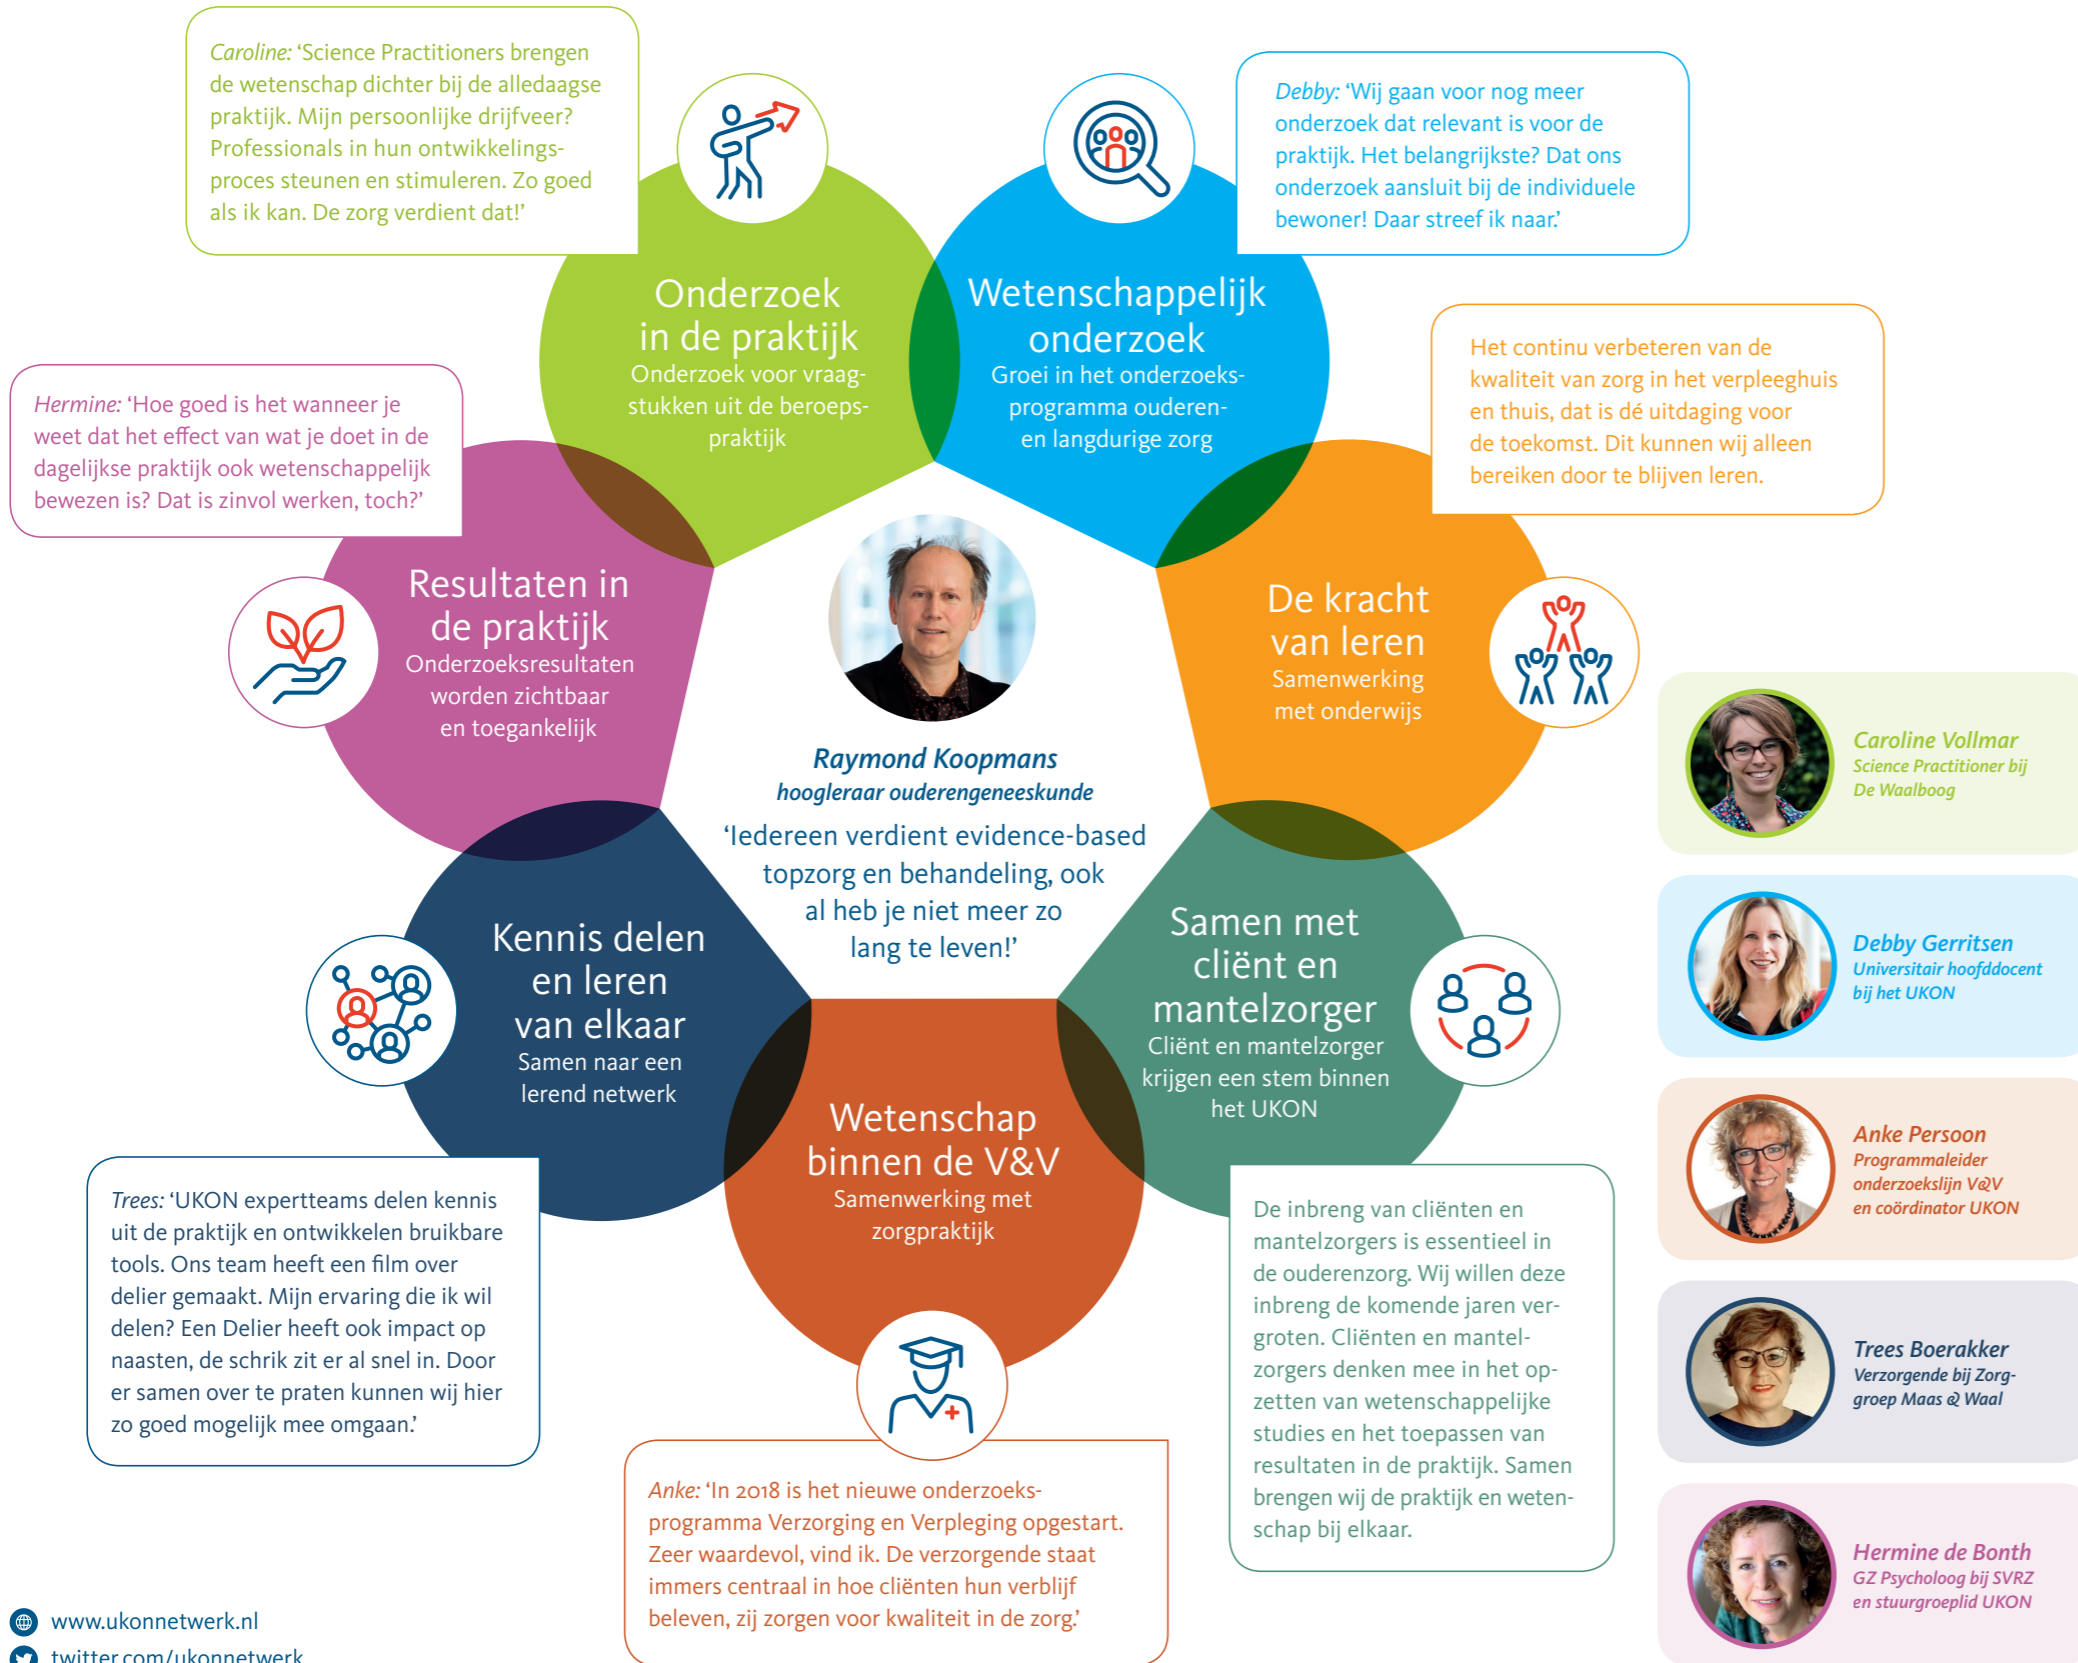 Caroline: ‘Science Practitioners brengen
de wetenschap dichter bij de alledaagse
praktijk. Mijn persoonlijke drijfveer?
Professionals in hun ontwikkelings-
proces steunen en stimuleren. Zo goed
als ik kan. De zorg verdient dat!’
Debby: ‘Wij gaan voor nog meer
onderzoek dat relevant is voor de
praktijk. Het belangrijkste? Dat ons
onderzoek aansluit bij de individuele
bewoner! Daar streef ik naar.’
Onderzoek
in de praktijk
Onderzoek voor vraag-
stukken uit de beroeps-
praktijk
Wetenschappelijk
onderzoek
Groei in het onderzoeks-
programma ouderen-
en langdurige zorg
Het continu verbeteren van de
kwaliteit van zorg in het verpleeghuis
en thuis, dat is dé uitdaging voor
de toekomst. Dit kunnen wij alleen
bereiken door te blijven leren.
Hermine: ‘Hoe goed is het wanneer je
weet dat het effect van wat je doet in de
dagelijkse praktijk ook wetenschappelijk
bewezen is? Dat is zinvol werken, toch?’
Resultaten in
de praktijk
Onderzoeksresultaten
worden zichtbaar
en toegankelijk
De kracht
van leren
Samenwerking
met onderwijs
Raymond Koopmans
hoogleraar ouderengeneeskunde
‘Iedereen verdient evidence-based
topzorg en behandeling, ook
al heb je niet meer zo
lang te leven!’
Kennis delen
en leren
van elkaar
Samen naar een
lerend netwerk
Samen met
cliënt en
mantelzorger
Cliënt en mantelzorger
krijgen een stem binnen
het UKON
Wetenschap
binnen de V&V
Samenwerking met
zorgpraktijk
Trees: ‘UKON expertteams delen kennis
uit de praktijk en ontwikkelen bruikbare
tools. Ons team heeft een film over
delier gemaakt. Mijn ervaring die ik wil
delen? Een Delier heeft ook impact op
naasten, de schrik zit er al snel in. Door
er samen over te praten kunnen wij hier
zo goed mogelijk mee omgaan.’
De inbreng van cliënten en
mantelzorgers is essentieel in
de ouderenzorg. Wij willen deze
inbreng de komende jaren ver-
groten. Cliënten en mantel-
zorgers denken mee in het op-
zetten van wetenschappelijke
studies en het toepassen van
resultaten in de praktijk. Samen
brengen wij de praktijk en weten-
schap bij elkaar.
Anke: ‘In 2018 is het nieuwe onderzoeks-
programma Verzorging en Verpleging opgestart.
Zeer waardevol, vind ik. De verzorgende staat
immers centraal in hoe cliënten hun verblijf
beleven, zij zorgen voor kwaliteit in de zorg.’
Caroline Vollmar
Science Practitioner bij
De Waalboog
Debby Gerritsen
Universitair hoofddocent
bij het UKON
Anke Persoon
Programmaleider
onderzoekslijn V&V
en coördinator UKON
Trees Boerakker
Verzorgende bij Zorg-
groep Maas & Waal
Hermine de Bonth
GZ Psycholoog bij SVRZ
en stuurgroeplid UKON
www.ukonnetwerk.nl
twitter.com/ukonnetwerk